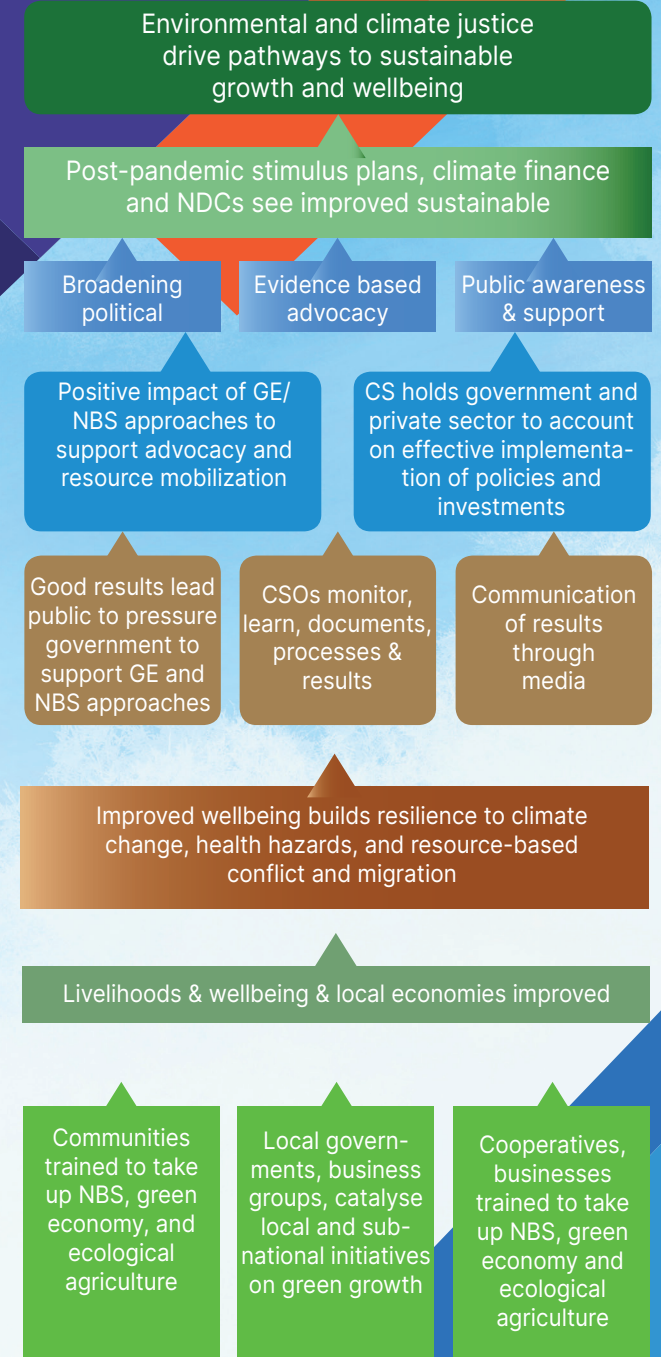 Environmental and climate justice
drive pathways to sustainable
growth and wellbeing
Post-pandemic stimulus plans, climate finance
and NDCs see improved sustainable
Broadening
political
Evidence based
advocacy
Public awareness
& support
Positive impact of GE/
NBS approaches to
support advocacy and
resource mobilization
CS holds government and
private sector to account
on effective implementa-
tion of policies and
investments
Good results lead
public to pressure
government to
support GE and
NBS approaches
CSOs monitor,
learn, documents,
processes &
results
Communication
of results
through
media
Improved wellbeing builds resilience to climate
change, health hazards, and resource-based
conflict and migration
Livelihoods & wellbeing & local economies improved
Communities
trained to take
up NBS, green
economy, and
ecological
agriculture
Local govern-
ments, business
groups, catalyse
local and sub-
national initiatives
on green growth
Cooperatives,
businesses
trained to take
up NBS, green
economy and
ecological
agriculture